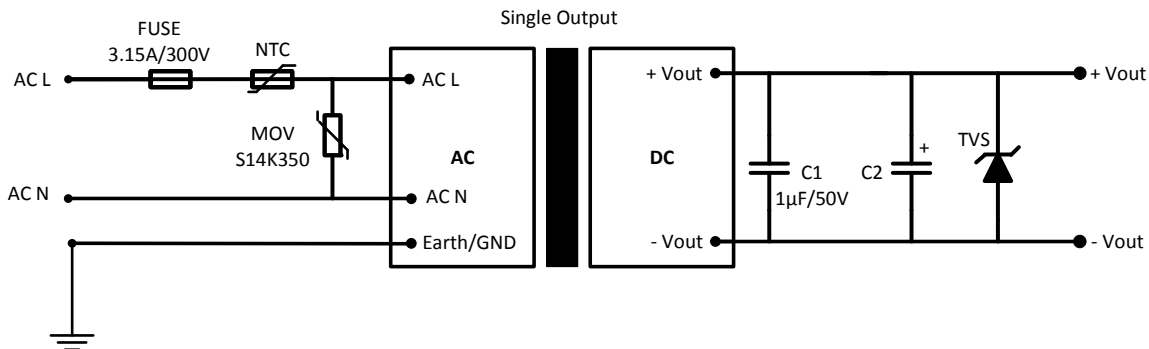 Single Output
FUSE
3.15A/300V
NTC
AC L
AC L
MOV
S14K350
AC
AC N
AC N
Earth/GND
+ Vout
DC
- Vout
C1
1µF/50V
C2
+
TVS
+ Vout
- Vout